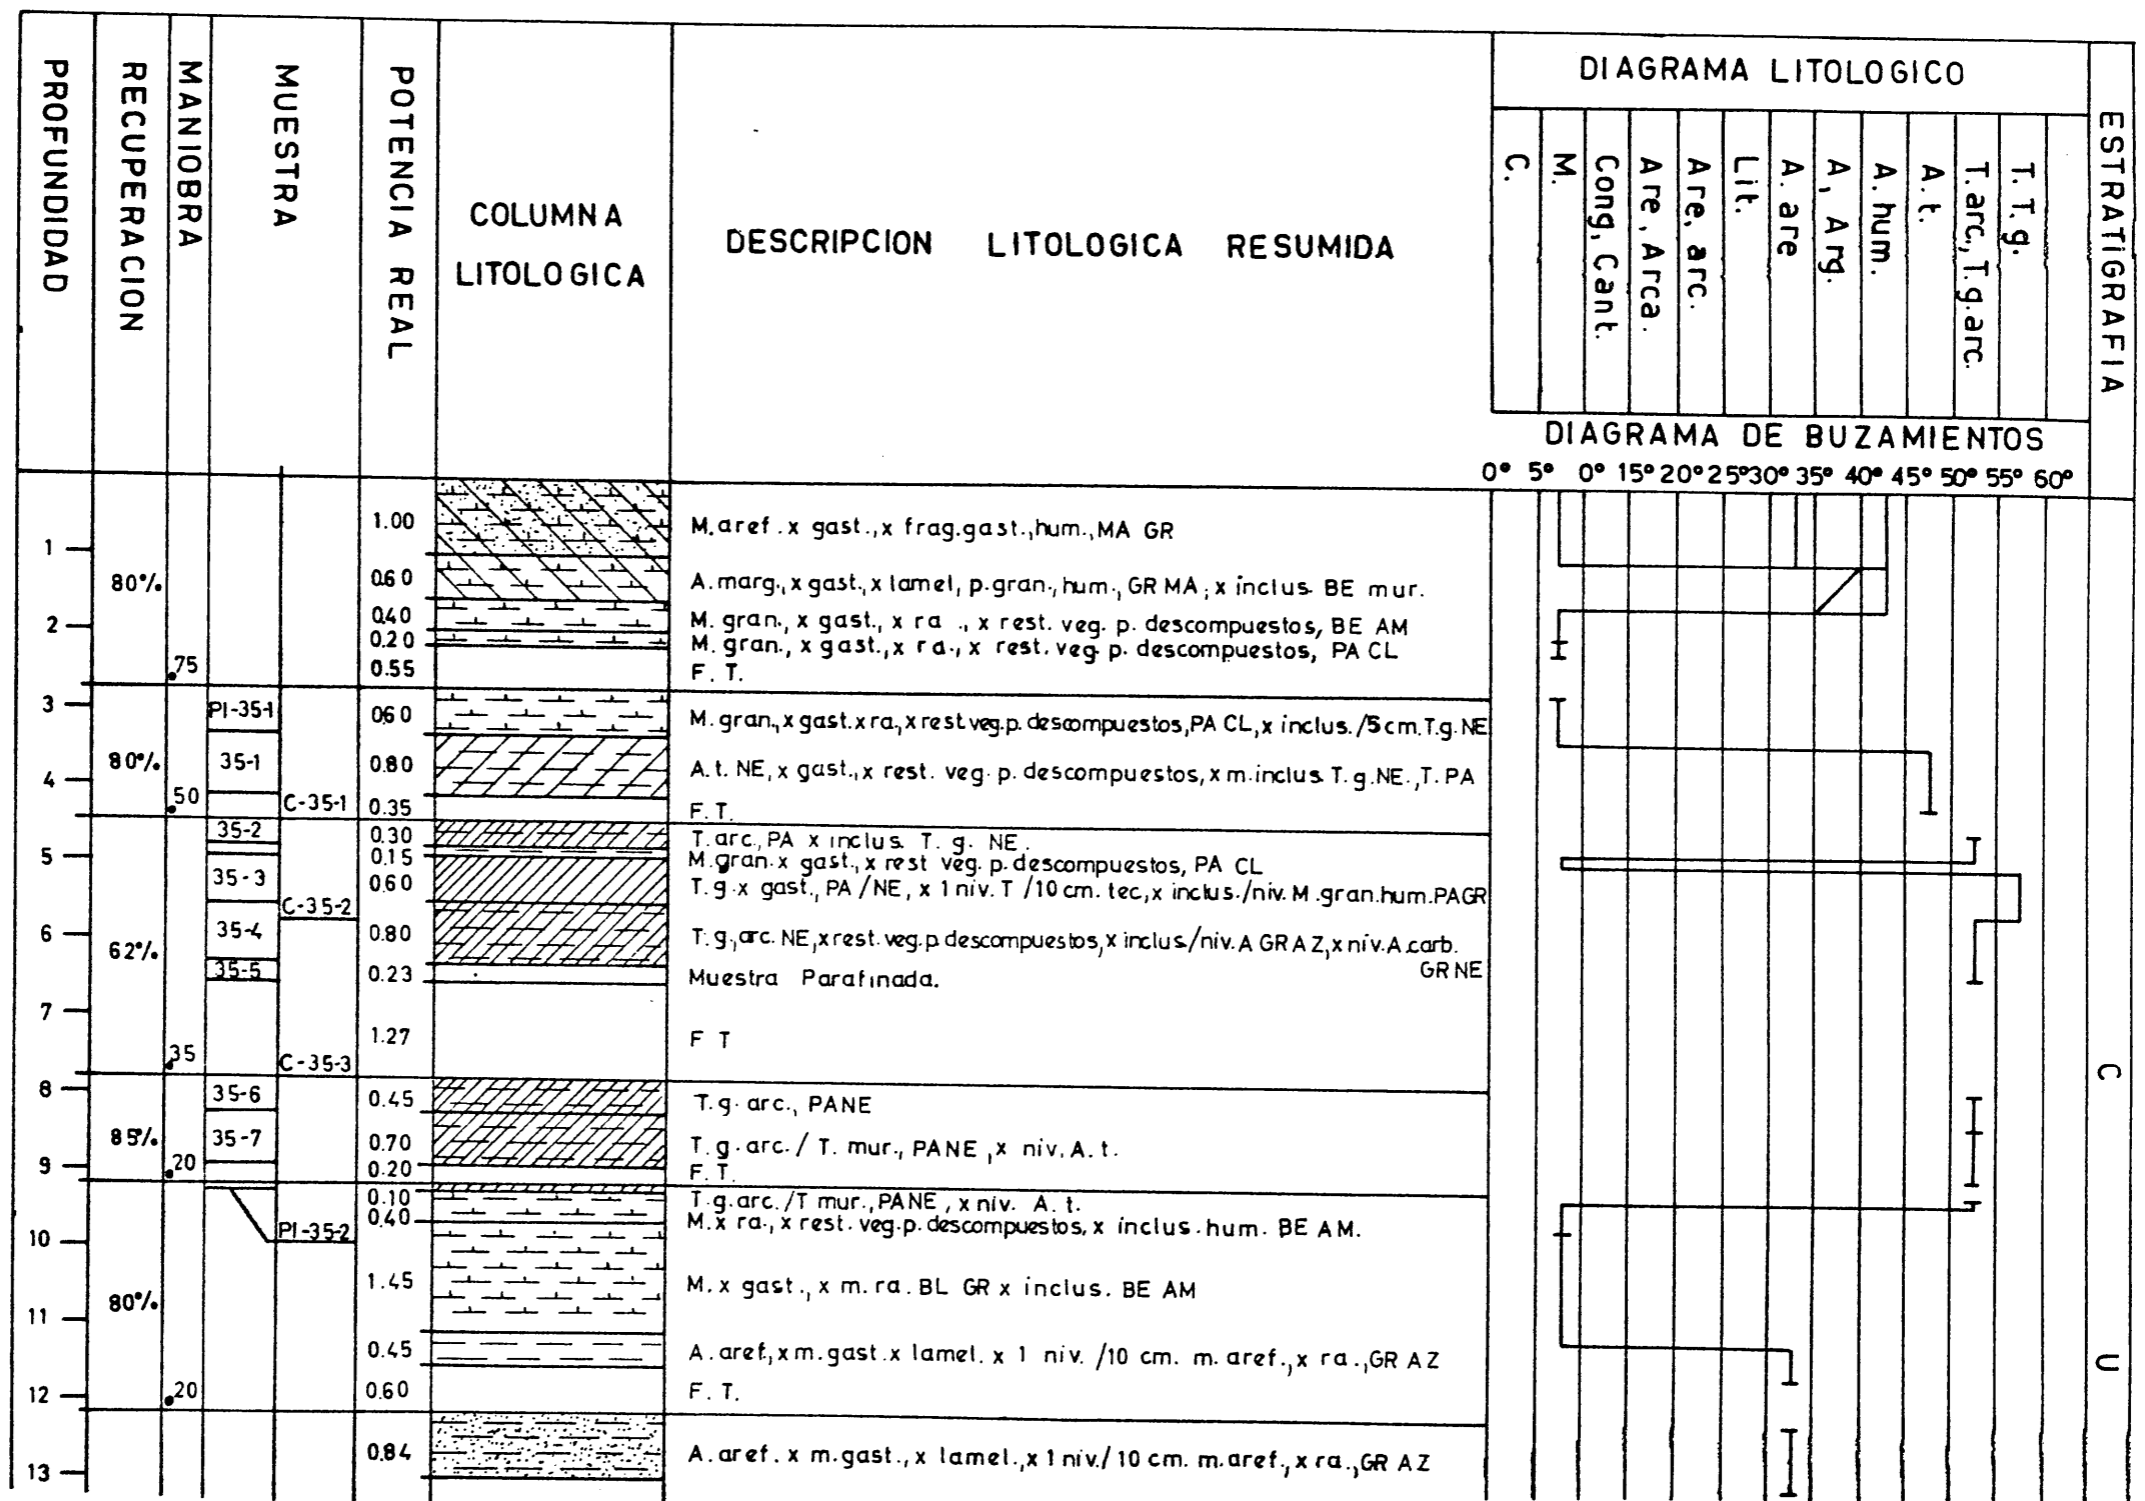 PROFUNDIDAD
RECUPERACION
MANIOBRA
MUESTRA
POTENCIA REAL
COLUMNA
LITOLOGICA
DESCRIPCION LITOLOGICA RESUMIDA
DIAGRAMA LITOLOGICO
C.
M.
Cong, Cant.
Are, Arca.
Are, arc.
Lit.
A. are
A, Arg.
A. hum.
A. t.
T. arc., T.g.arc.
T. T. g.
ESTRATIGRAFIA
DIAGRAMA DE BUZAMIENTOS
0° 5° 0° 15° 20° 25° 30° 35° 40° 45° 50° 55° 60°
1.00 M. aref. x gast., x frag.gast., hum., MA GR
1
80%
0.60 A. marg., x gast., x lamel, p. gran., hum., GR MA, x inclus. BE mur.
0.40 M. gran., x gast., x ra ., x rest. veg. p. descompuestos, BE AM
2
0.20 M. gran., x gast., x ra., x rest. veg. p. descompuestos, PA CL
75
0.55 F. T.
3
PI-35-1 0.60 M. gran., x gast. x ra., x rest veg. p. descompuestos, PA CL, x inclus. /5 cm. T.g. NE
80% 35-1 0.80 A. t. NE, x gast., x rest. veg. p. descompuestos, x m. inclus. T. g. NE., T. PA
4
50 C-35-1 0.35 F. T.
35-2 0.30 T. arc., PA x inclus. T. g. NE.
5
0.15 M. gran. x gast., x rest veg. p. descompuestos, PA CL
35-3 0.60 T. g. x gast., PA / NE, x 1 niv. T /10 cm. tec, x inclus./niv. M. gran. hum. PA GR
C-35-2
6
62% 35-4 0.80 T. g., arc. NE, x rest. veg. p. descompuestos, x inclus/niv. A GR AZ, x niv. A. carb.
GR NE
35-5 0.23 Muestra Parafinada.
7
1.27 F T
35 C-35-3
8
35-6 0.45 T. g. arc., PANE
C
85% 35-7 0.70 T. g. arc. / T. mur., PANE, x niv. A. t.
9
20 0.20 F. T.
0.10 T. g. arc. /T mur., PANE, x niv. A. t.
0.40 M. x ra., x rest. veg. p. descompuestos, x inclus. hum. BE AM.
10
PI-35-2
80% 1.45 M. x gast., x m. ra. BL GR x inclus. BE AM
11
0.45 A. aref., x m. gast. x lamel. x 1 niv. /10 cm. m. aref., x ra., GR AZ
U
12
20 0.60 F. T.
0.84 A. aref. x m. gast., x lamel., x 1 niv. / 10 cm. m. aref., x ra., GR AZ
13